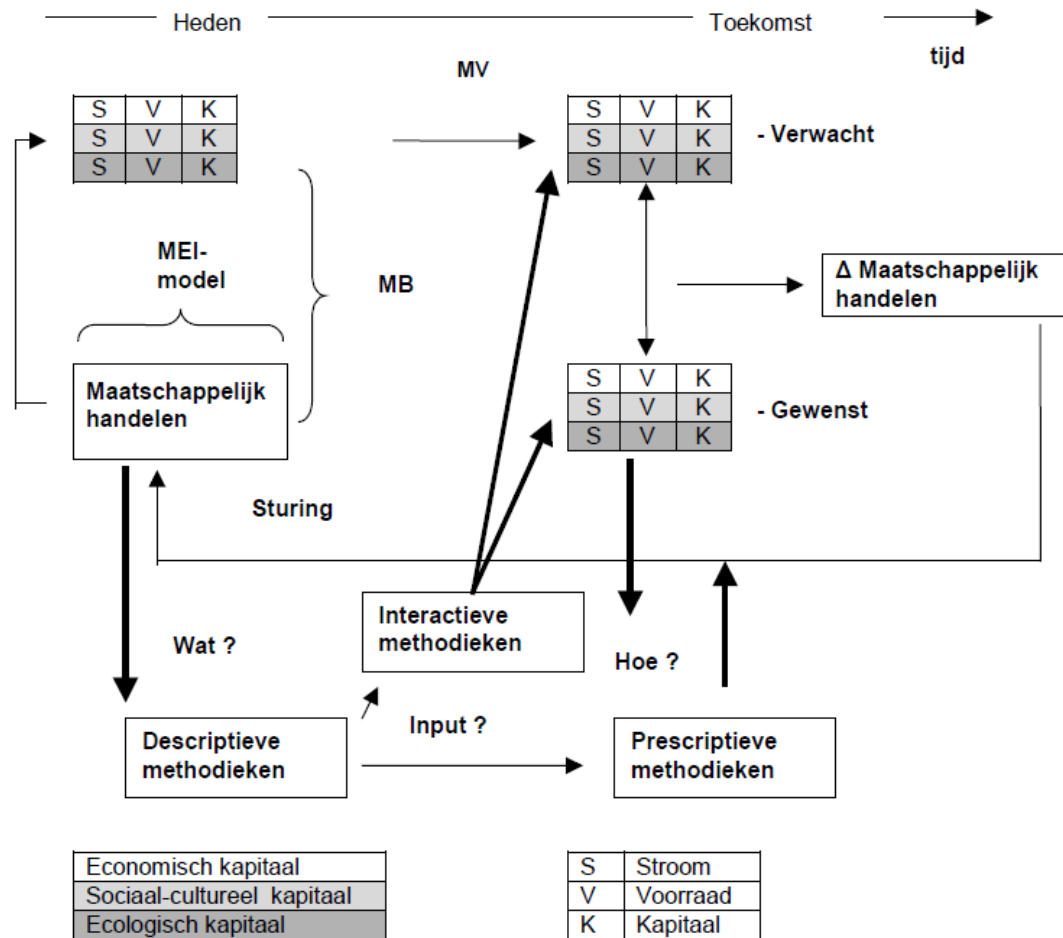 Heden
Toekomst
tijd
MV
S V K
S V K
S V K
S V K
S V K
S V K
- Verwacht
MEI-
model
MB
Δ Maatschappelijk
handelen
Maatschappelijk
handelen
S V K
S V K
S V K
- Gewenst
Sturing
Interactieve
methodieken
Wat ?
Hoe ?
Descriptieve
methodieken
Input ?
Prescriptieve
methodieken
Economisch kapitaal
Sociaal-cultureel kapitaal
Ecologisch kapitaal
S Stroom
V Voorraad
K Kapitaal